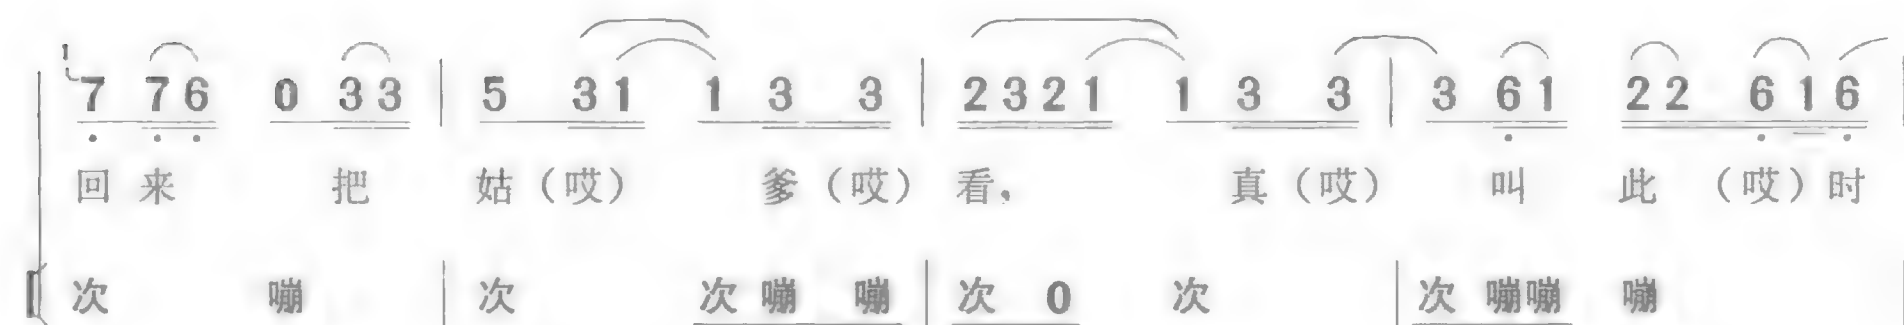 1
7 76 0 33 | 5 31 1 3 3 | 2321 1 3 3 | 3 61 22 616
回来 把 姑（哎） 爹（哎）看， 真（哎） 叫 此 （哎）时
次 嘣 | 次 次嘣 嘣 | 次 0 次 | 次嘣嘣 嘣